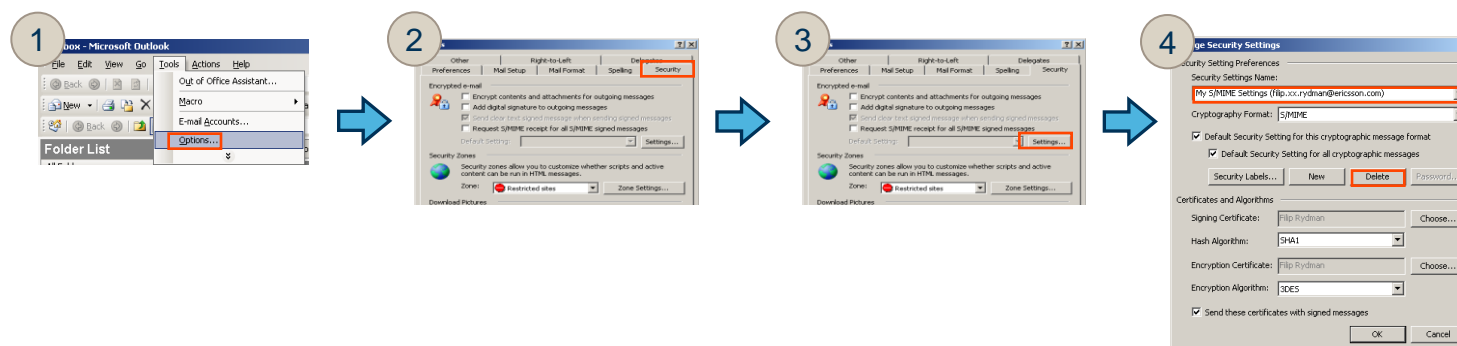 1
box - Microsoft Outlook
File Edit View Go Tools Actions Help
Back
Out of Office Assistant...
New
Macro
E-mail Accounts...
Back
Options...
Folder List
2
Other Right-to-Left Delegates
Preferences Mail Setup Mail Format Spelling Security
Encrypted e-mail
Encrypt contents and attachments for outgoing messages
Add digital signature to outgoing messages
Send clear text signed message when sending signed messages
Request S/MIME receipt for all S/MIME signed messages
Default Setting: Settings...
Security Zones
Security zones allow you to customize whether scripts and active
content can be run in HTML messages.
Zone: Restricted sites Zone Settings...
Download Pictures
3
Other Right-to-Left Delegates
Preferences Mail Setup Mail Format Spelling Security
Encrypted e-mail
Encrypt contents and attachments for outgoing messages
Add digital signature to outgoing messages
Send clear text signed message when sending signed messages
Request S/MIME receipt for all S/MIME signed messages
Default Setting: Settings...
Security Zones
Security zones allow you to customize whether scripts and active
content can be run in HTML messages.
Zone: Restricted sites Zone Settings...
Download Pictures
4
ge Security Settings
Security Setting Preferences
Security Settings Name:
My S/MIME Settings (filip.xx.rydman@ericsson.com)
Cryptography Format: S/MIME
Default Security Setting for this cryptographic message format
Default Security Setting for all cryptographic messages
Security Labels... New Delete Password...
Certificates and Algorithms
Signing Certificate: Filip Rydman Choose...
Hash Algorithm: SHA1
Encryption Certificate: Filip Rydman Choose...
Encryption Algorithm: 3DES
Send these certificates with signed messages
OK Cancel